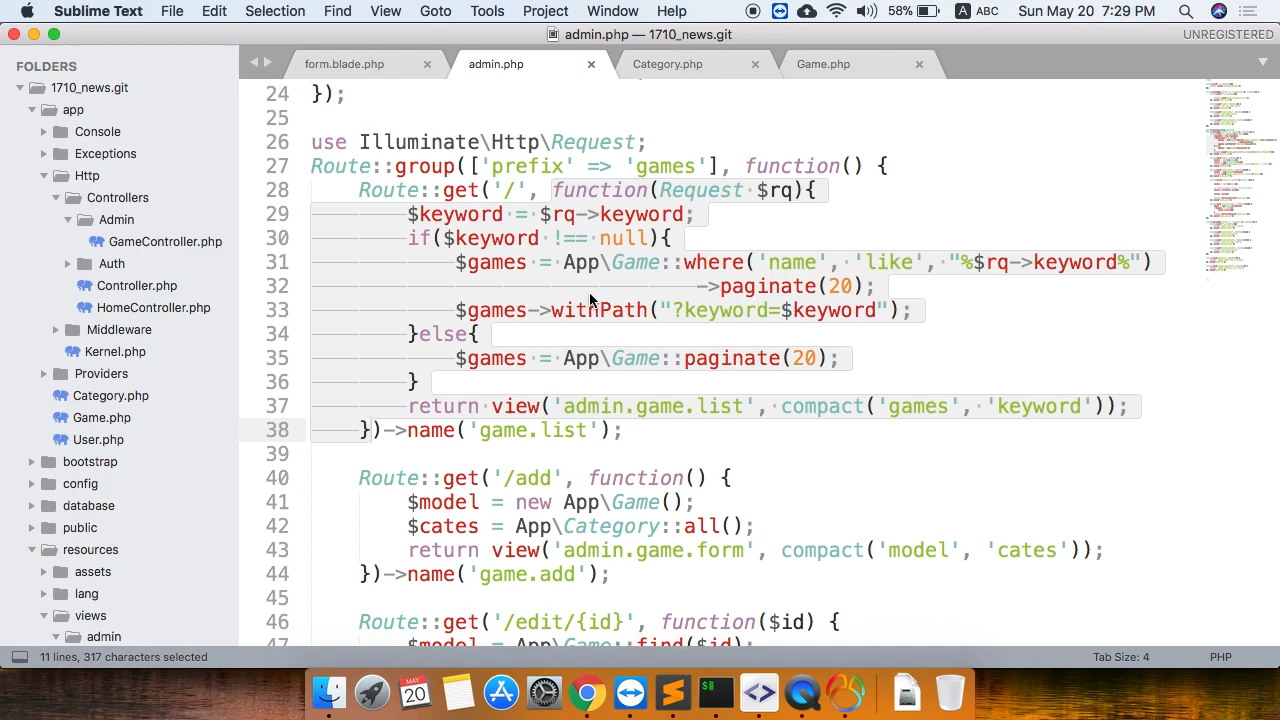 Sublime Text File Edit Selection Find View Goto Tools Project Window Help 58% A ABC Sun May 20 7:29 PM
admin.php — 1710_news.git UNREGISTERED
FOLDERS
1710_news.git
app
Console
Exceptions
Http
Controllers
Admin
GameController.php
Auth
Controller.php
HomeController.php
Middleware
Kernel.php
Providers
Category.php
Game.php
User.php
bootstrap
config
database
public
resources
assets
lang
views
admin
form.blade.php × admin.php × Category.php × Game.php ×
24 });
25
26 use Illuminate\Http\Request;
27 Route::group(['prefix' => 'games'], function() {
28 Route::get('/', function(Request $rq){
29 $keyword = $rq->keyword;
30 if($keyword !== null){
31 $games = App\Game::where('name', 'like', "%$rq->keyword%")
32 ->paginate(20);
33 $games->withPath("?keyword=$keyword");
34 }else{
35 $games = App\Game::paginate(20);
36 }
37 return view('admin.game.list', compact('games', 'keyword'));
38 })->name('game.list');
39
40 Route::get('/add', function() {
41 $model = new App\Game();
42 $cates = App\Category::all();
43 return view('admin.game.form', compact('model', 'cates'));
44 })->name('game.add');
45
46 Route::get('/edit/{id}', function($id) {
47 $model = App\Game::find($id);
11 lines, 317 characters selected Tab Size: 4 PHP
MAY
20